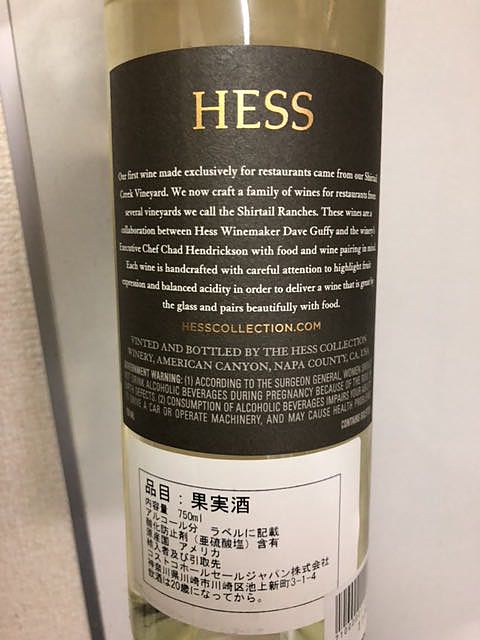 HESS
Our first wine made exclusively for restaurants came from our Shirtail
Creek Vineyard. We now craft a family of wines for restaurants from
several vineyards we call the Shirtail Ranches. These wines are a
collaboration between Hess Winemaker Dave Guffy and the winery's
Executive Chef Chad Hendrickson with food and wine pairing in mind.
Each wine is handcrafted with careful attention to highlight fruit
expression and balanced acidity in order to deliver a wine that is great by
the glass and pairs beautifully with food.
HESSCOLLECTION.COM
VINTED AND BOTTLED BY THE HESS COLLECTION
WINERY, AMERICAN CANYON, NAPA COUNTY, CA, USA
GOVERNMENT WARNING: (1) ACCORDING TO THE SURGEON GENERAL, WOMEN SHOULD
NOT DRINK ALCOHOLIC BEVERAGES DURING PREGNANCY BECAUSE OF THE RISK OF
BIRTH DEFECTS. (2) CONSUMPTION OF ALCOHOLIC BEVERAGES IMPAIRS YOUR ABILITY
TO DRIVE A CAR OR OPERATE MACHINERY, AND MAY CAUSE HEALTH PROBLEMS.
品目：果実酒
内容量 750ml
アルコール分 ラベルに記載
酸化防止剤（亜硫酸塩）含有
原産国 アメリカ
輸入者及び引取先
コストコホールセールジャパン株式会社
神奈川県川崎市川崎区池上新町3-1-4
飲酒は20歳になってから。